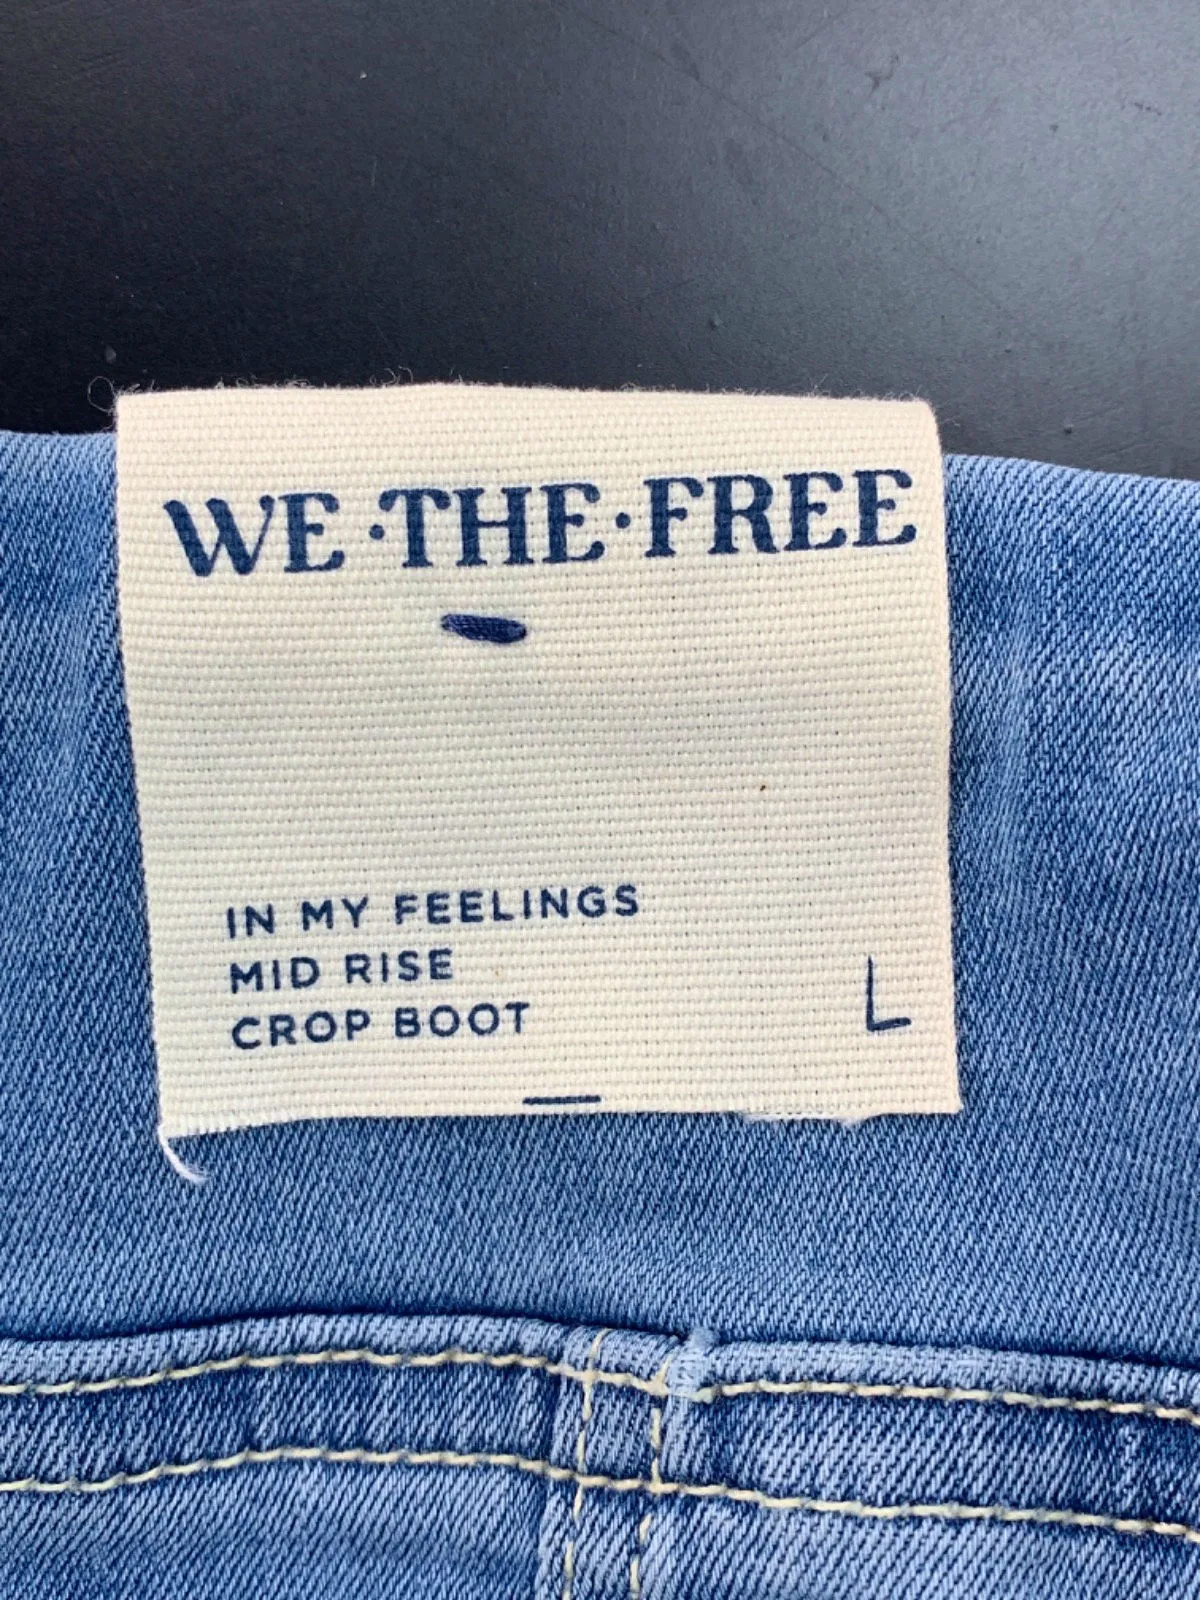 WE·THE·FREE
IN MY FEELINGS
MID RISE
CROP BOOT
L